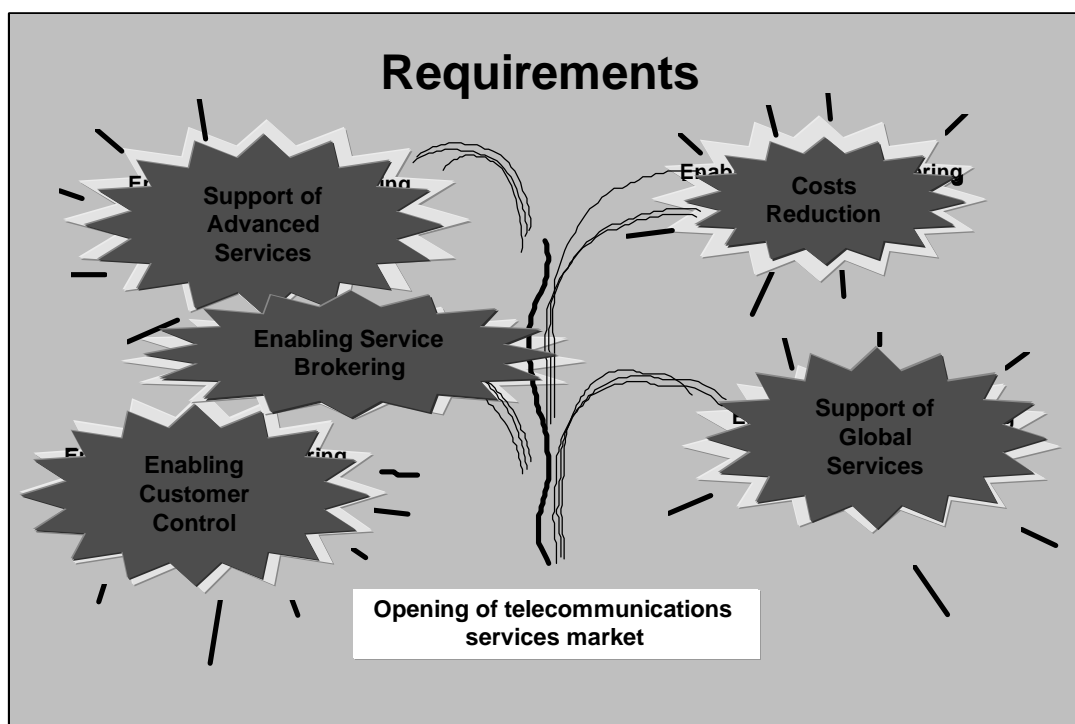 Requirements
Support of
Advanced
Services
Costs
Reduction
Enabling Service
Brokering
Support of
Global
Services
Enabling
Customer
Control
Opening of telecommunications
services market